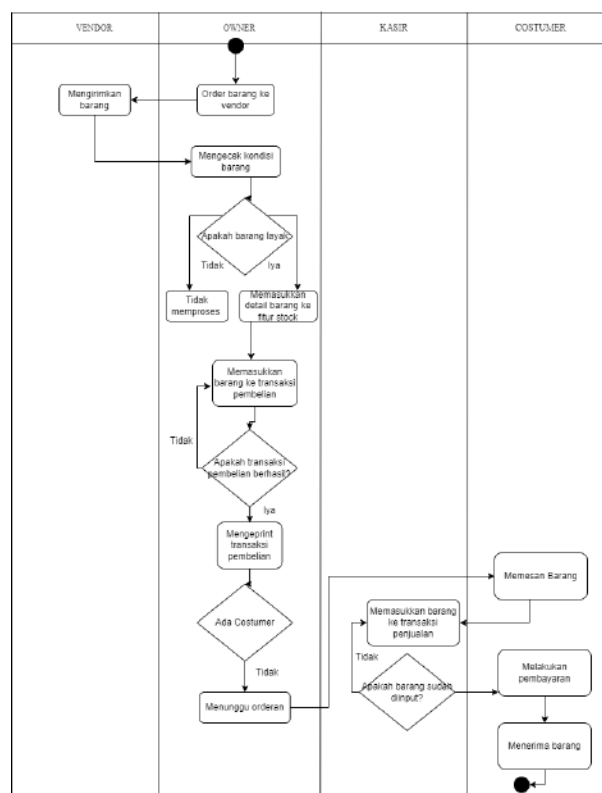 VENDOR
OWNER
KASIR
COSTUMER
Mengirimkan
barang
Order barang ke
vendor
Mengecek kondisi
barang
Apakah barang layak
Tidak
Iya
Tidak
memproses
Memasukkan
detail barang ke
fitur stock
Memasukkan
barang ke transaksi
pembelian
Tidak
Apakah transaksi
pembelian berhasil?
Iya
Mengeprint
transaksi
pembelian
Ada Costumer
Tidak
Menunggu orderan
Memesan Barang
Memasukkan barang
ke transaksi
penjualan
Tidak
Apakah barang sudah
diinput?
Melakukan
pembayaran
Menerima barang